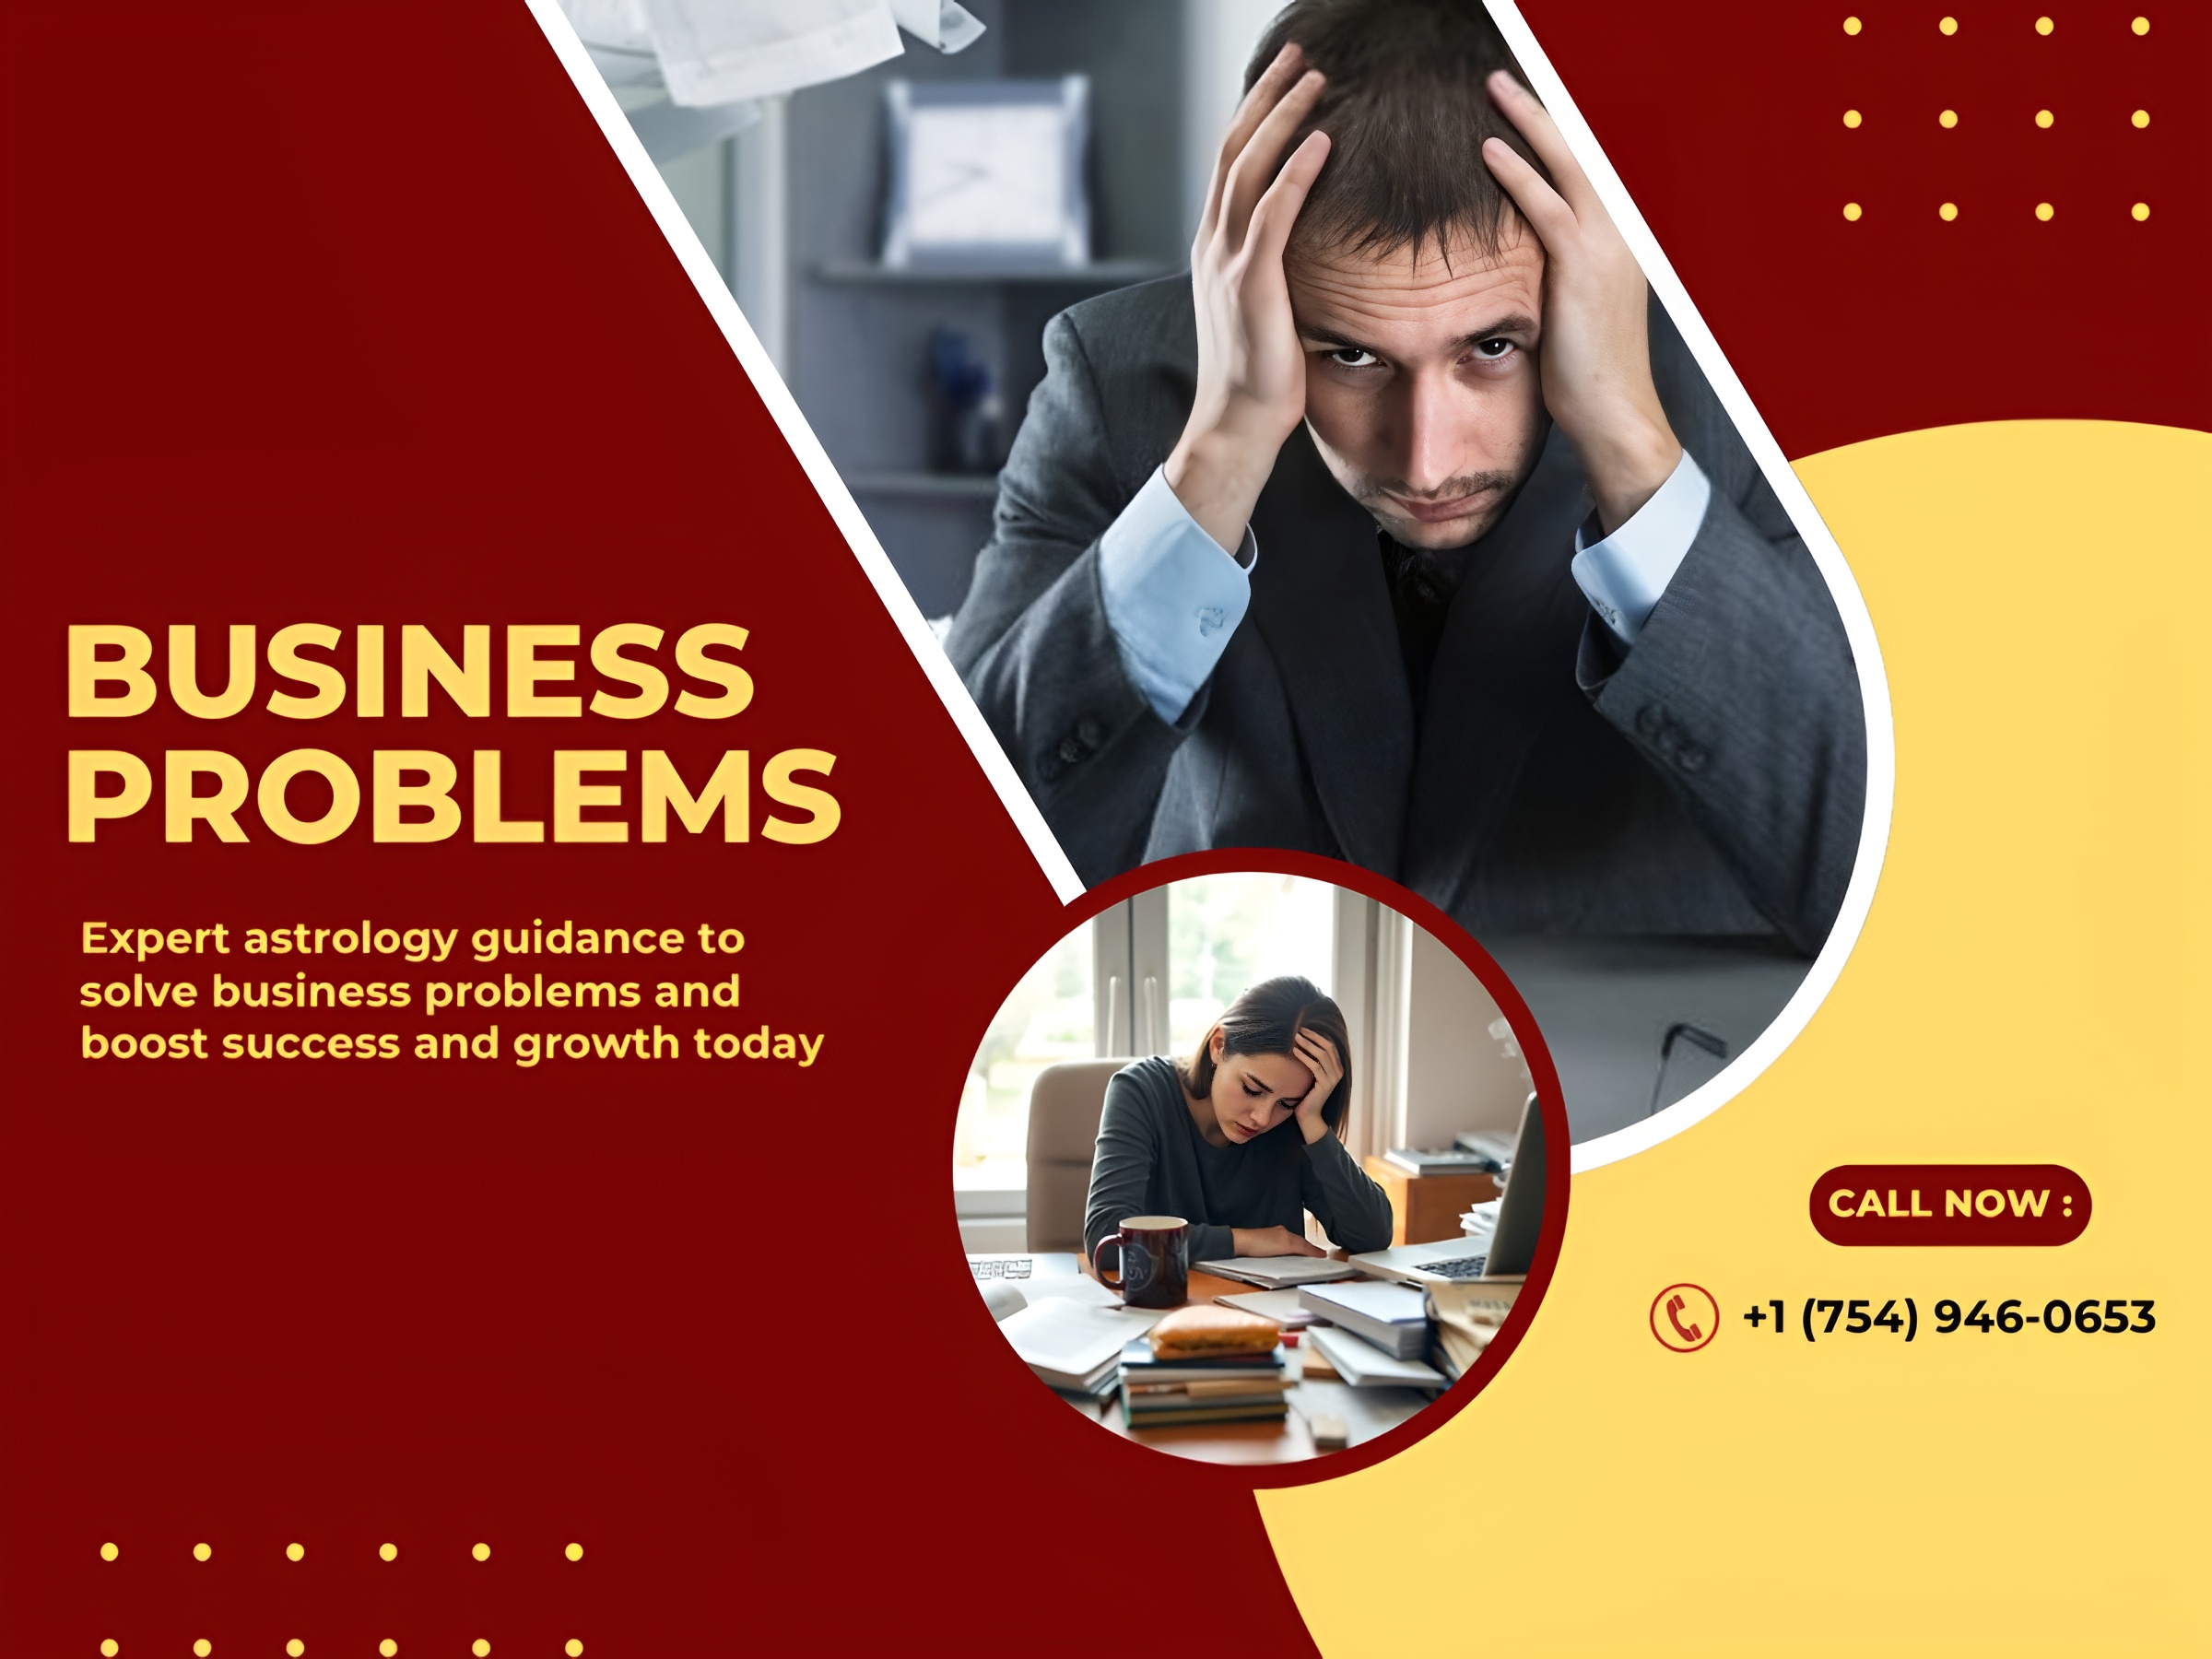 BUSINESS
PROBLEMS
Expert astrology guidance to
solve business problems and
boost success and growth today
CALL NOW :
+1 (754) 946-0653